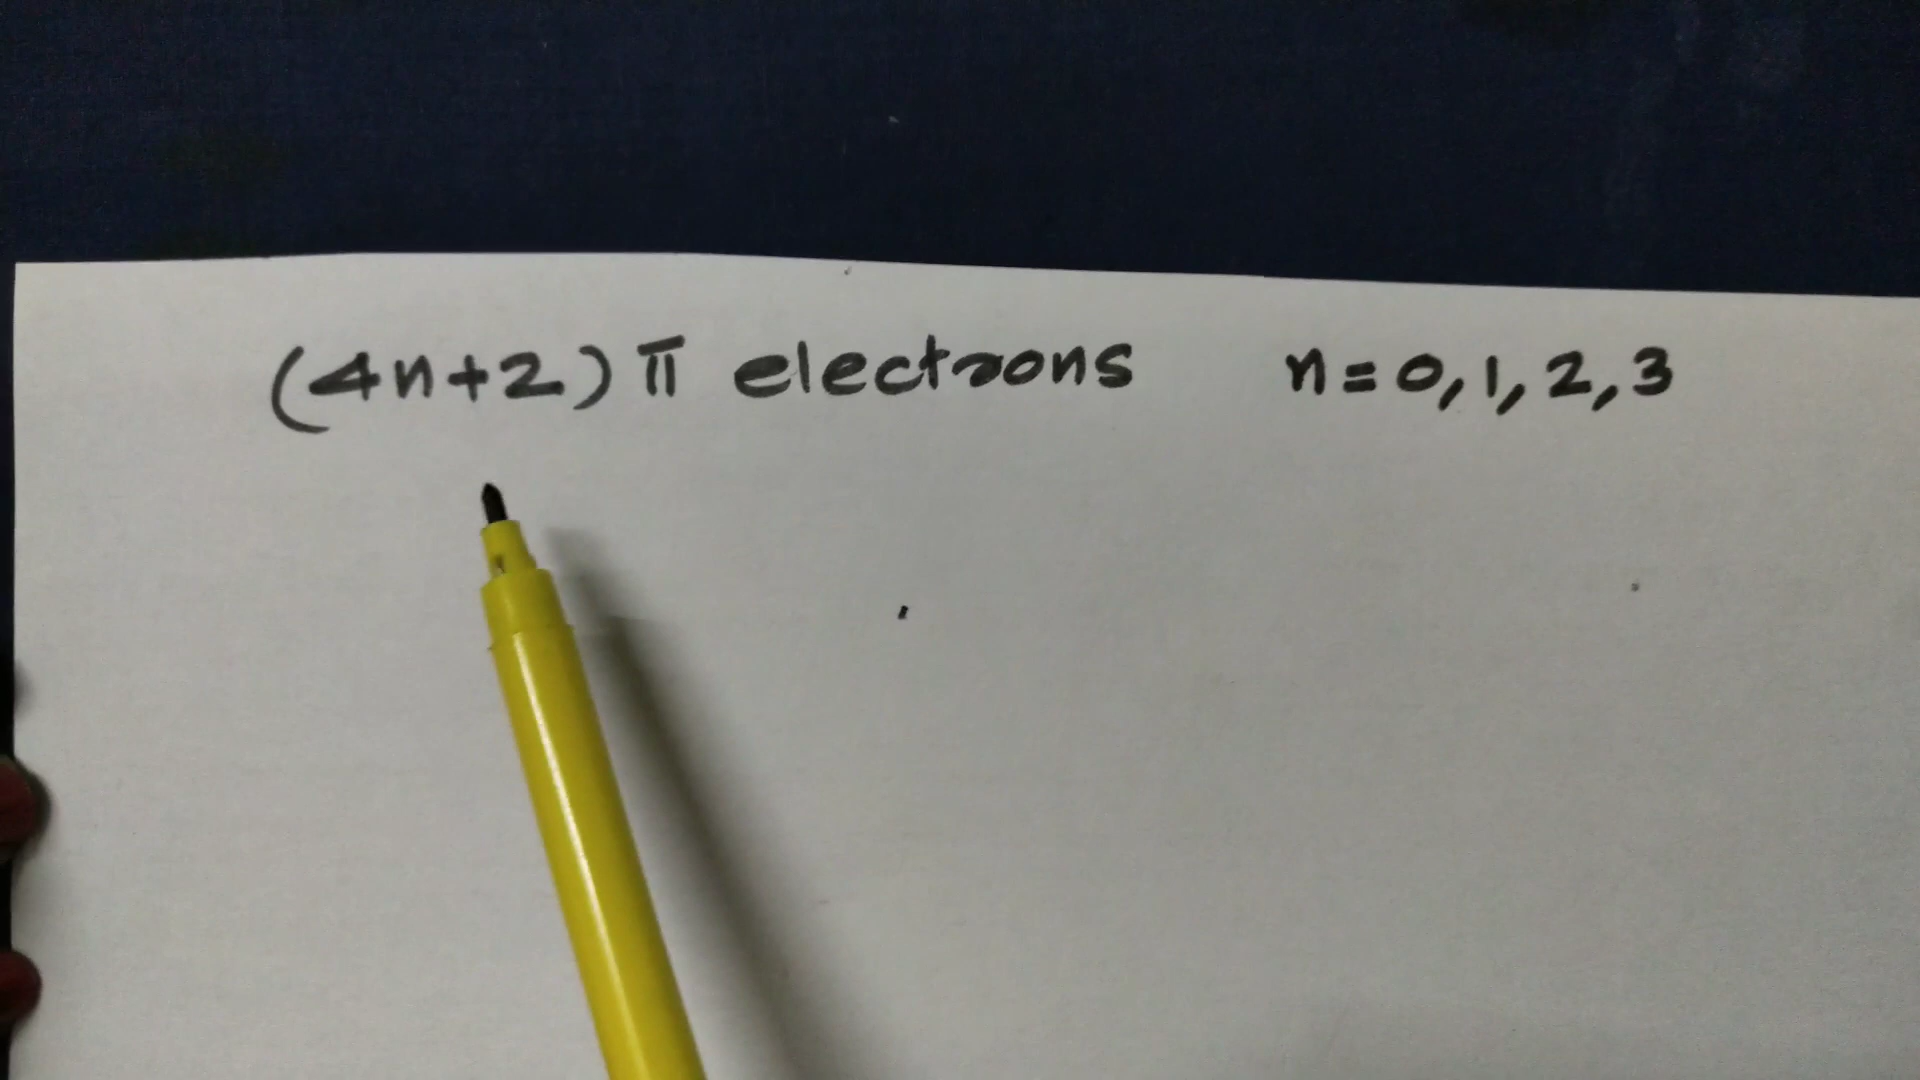 (4n+2) π electrons n=0,1,2,3